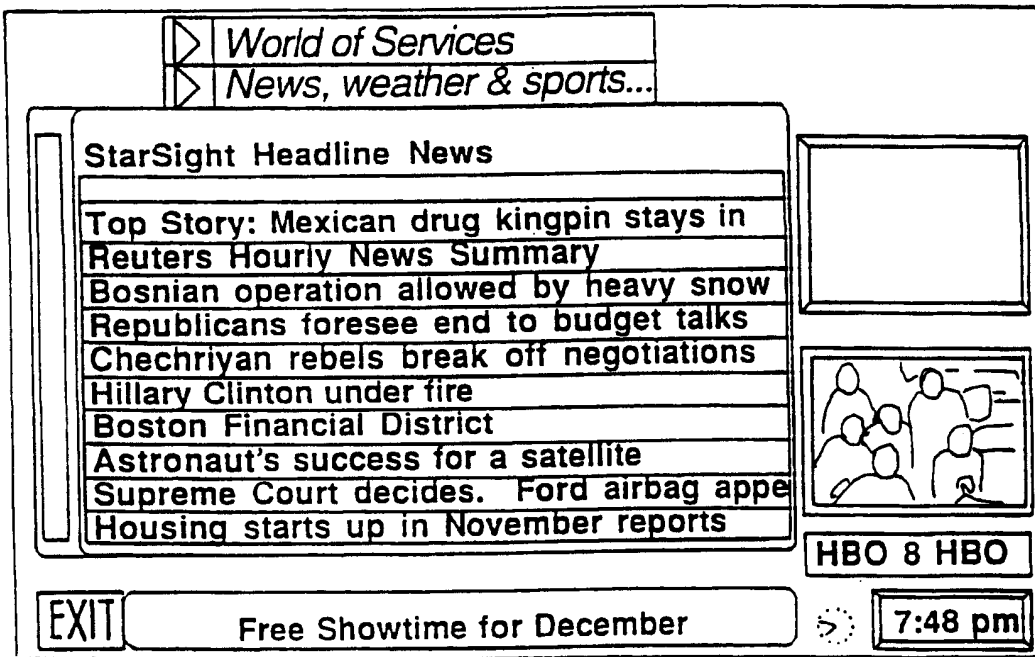 World of Services
News, weather & sports...
StarSight Headline News
Top Story: Mexican drug kingpin stays in
Reuters Hourly News Summary
Bosnian operation allowed by heavy snow
Republicans foresee end to budget talks
Chechriyan rebels break off negotiations
Hillary Clinton under fire
Boston Financial District
Astronaut's success for a satellite
Supreme Court decides. Ford airbag appe
Housing starts up in November reports
HBO 8 HBO
EXIT
Free Showtime for December
7:48 pm